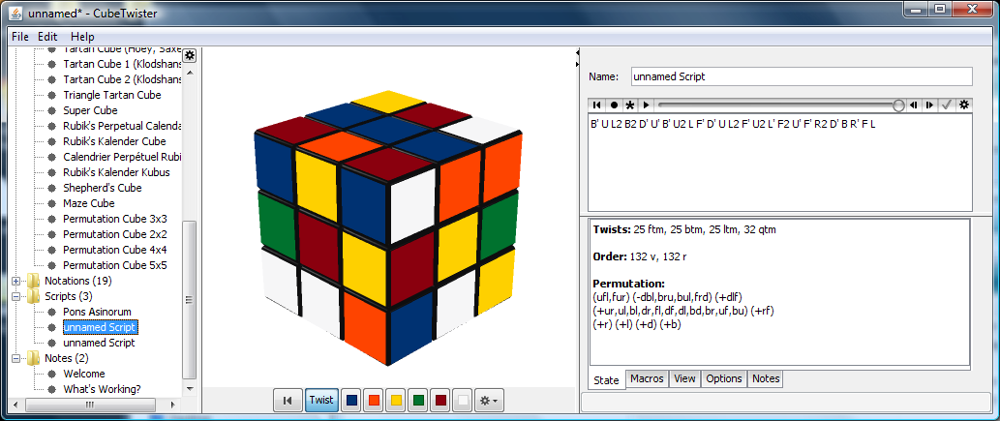 unnamed* - CubeTwister
File Edit Help
Tartan Cube (Hoey, Saxe
Tartan Cube 1 (Klodshans
Tartan Cube 2 (Klodshans
Triangle Tartan Cube
Super Cube
Rubik's Perpetual Calenda
Rubik's Kalender Cube
Calendrier Perpétuel Rubi
Rubik's Kalender Kubus
Shepherd's Cube
Maze Cube
Permutation Cube 3x3
Permutation Cube 2x2
Permutation Cube 4x4
Permutation Cube 5x5
Notations (19)
Scripts (3)
Pons Asinorum
unnamed Script
unnamed Script
Notes (2)
Welcome
What's Working?
Twist
Name: unnamed Script
B' U L2 B2 D' U' B' U2 L F' D' U L2 F' U2 L' F2 U' F' R2 D' B R' F L
Twists: 25 ftm, 25 btm, 25 ltm, 32 qtm
Order: 132 v, 132 r
Permutation:
(ufl,fur) (-dbl,bru,bul,frd) (+dlf)
(+ur,ul,bl,dr,fl,df,dl,bd,br,uf,bu) (+rf)
(+r) (+l) (+d) (+b)
State Macros View Options Notes